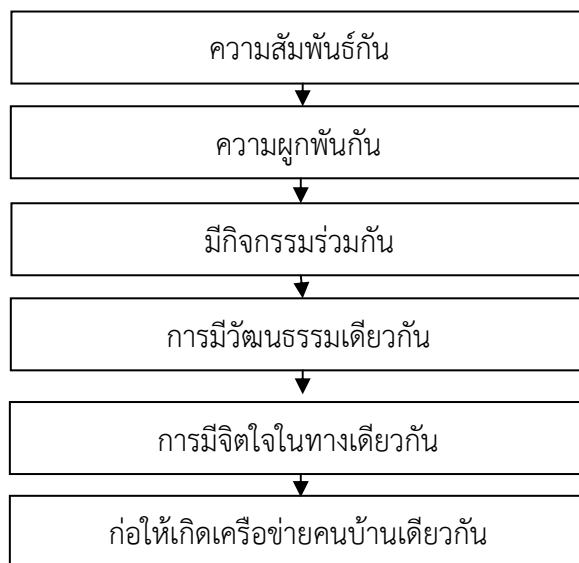 ความสัมพันธ์กัน
ความผูกพันกัน
มีกิจกรรมร่วมกัน
การมีวัฒนธรรมเดียวกัน
การมีจิตใจในทางเดียวกัน
ก่อให้เกิดเครือข่ายคนบ้านเดียวกัน